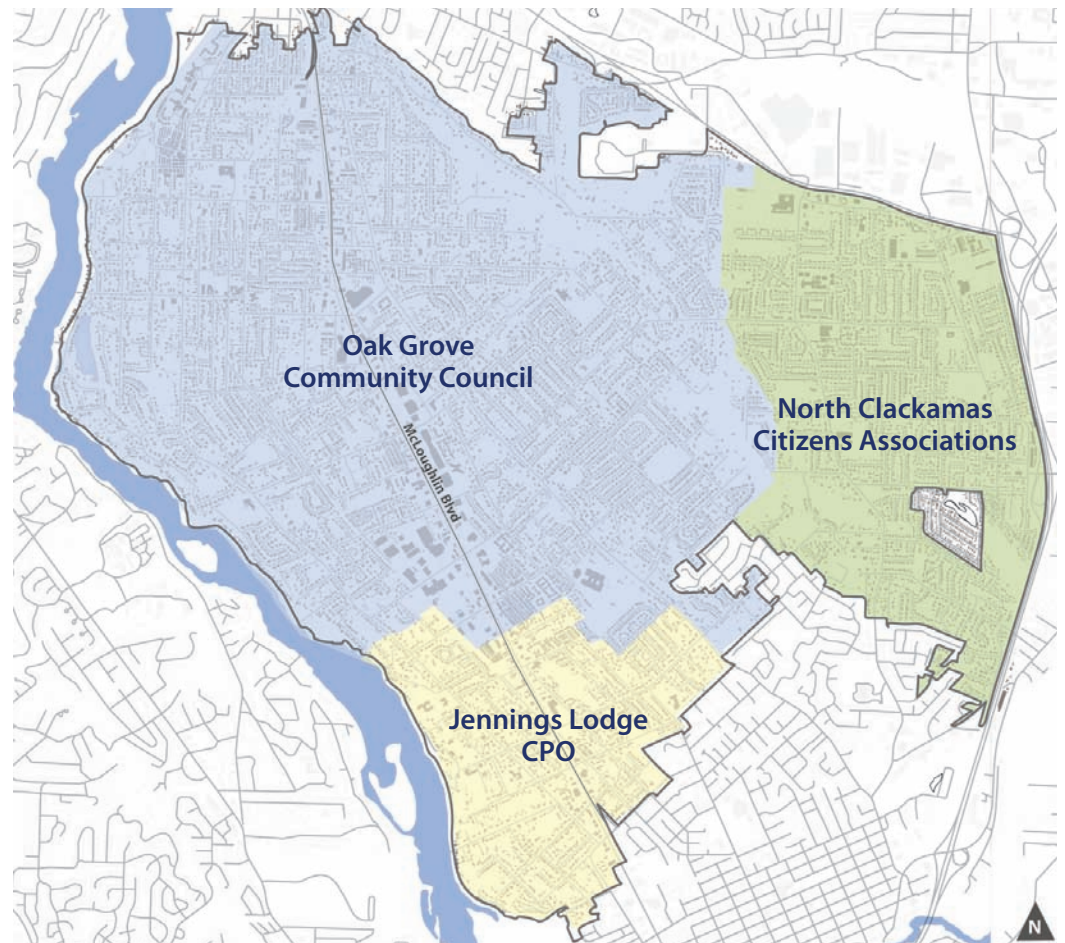 Oak Grove
Community Council
North Clackamas
Citizens Associations
McLoughlin Blvd
Jennings Lodge
CPO
N